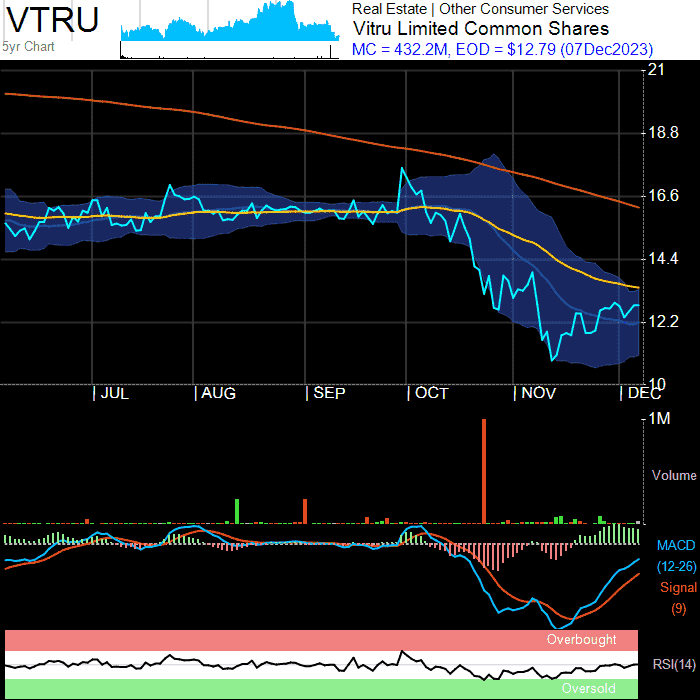 VTRU
5yr Chart
Real Estate | Other Consumer Services
Vitru Limited Common Shares
MC = 432.2M, EOD = $12.79 (07Dec2023)
21
18.8
16.6
14.4
12.2
10
JUL AUG SEP OCT NOV DEC
1M
Volume
MACD
(12-26)
Signal
(9)
Overbought
RSI(14)
Oversold